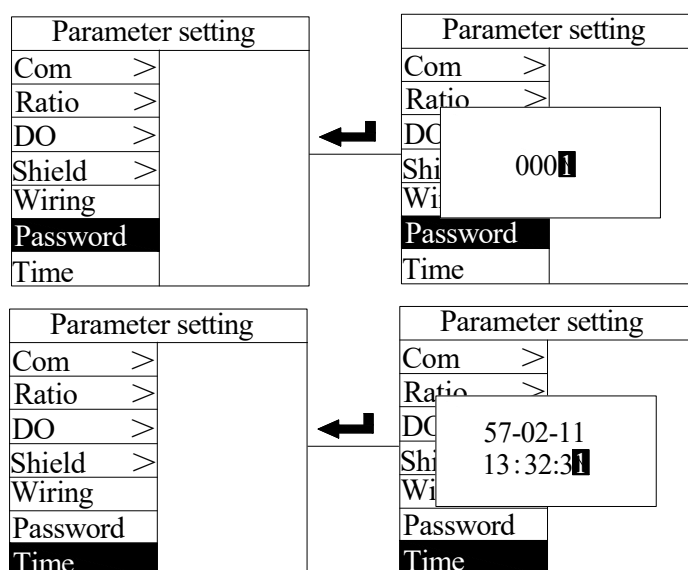 Parameter setting
Com >
Ratio >
DO >
Shield >
Wiring
Password
Time
Parameter setting
Com >
Ratio >
Shi
Wi
0001
Password
Time
Parameter setting
Com >
Ratio >
DO >
Shield >
Wiring
Password
Time
Parameter setting
Com >
Ratio >
Shi
Wi
57-02-11
13:32:31
Password
Time